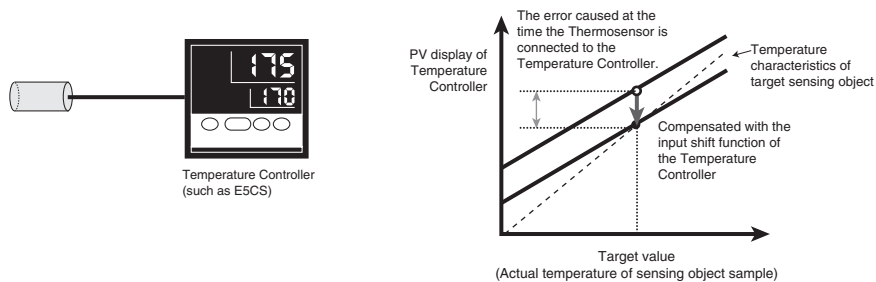 175
170
Temperature Controller
(such as E5CS)
The error caused at the
time the Thermosensor is
connected to the
Temperature Controller.
PV display of
Temperature
Controller
Temperature
characteristics of
target sensing object
Compensated with the
input shift function of
the Temperature
Controller
Target value
(Actual temperature of sensing object sample)